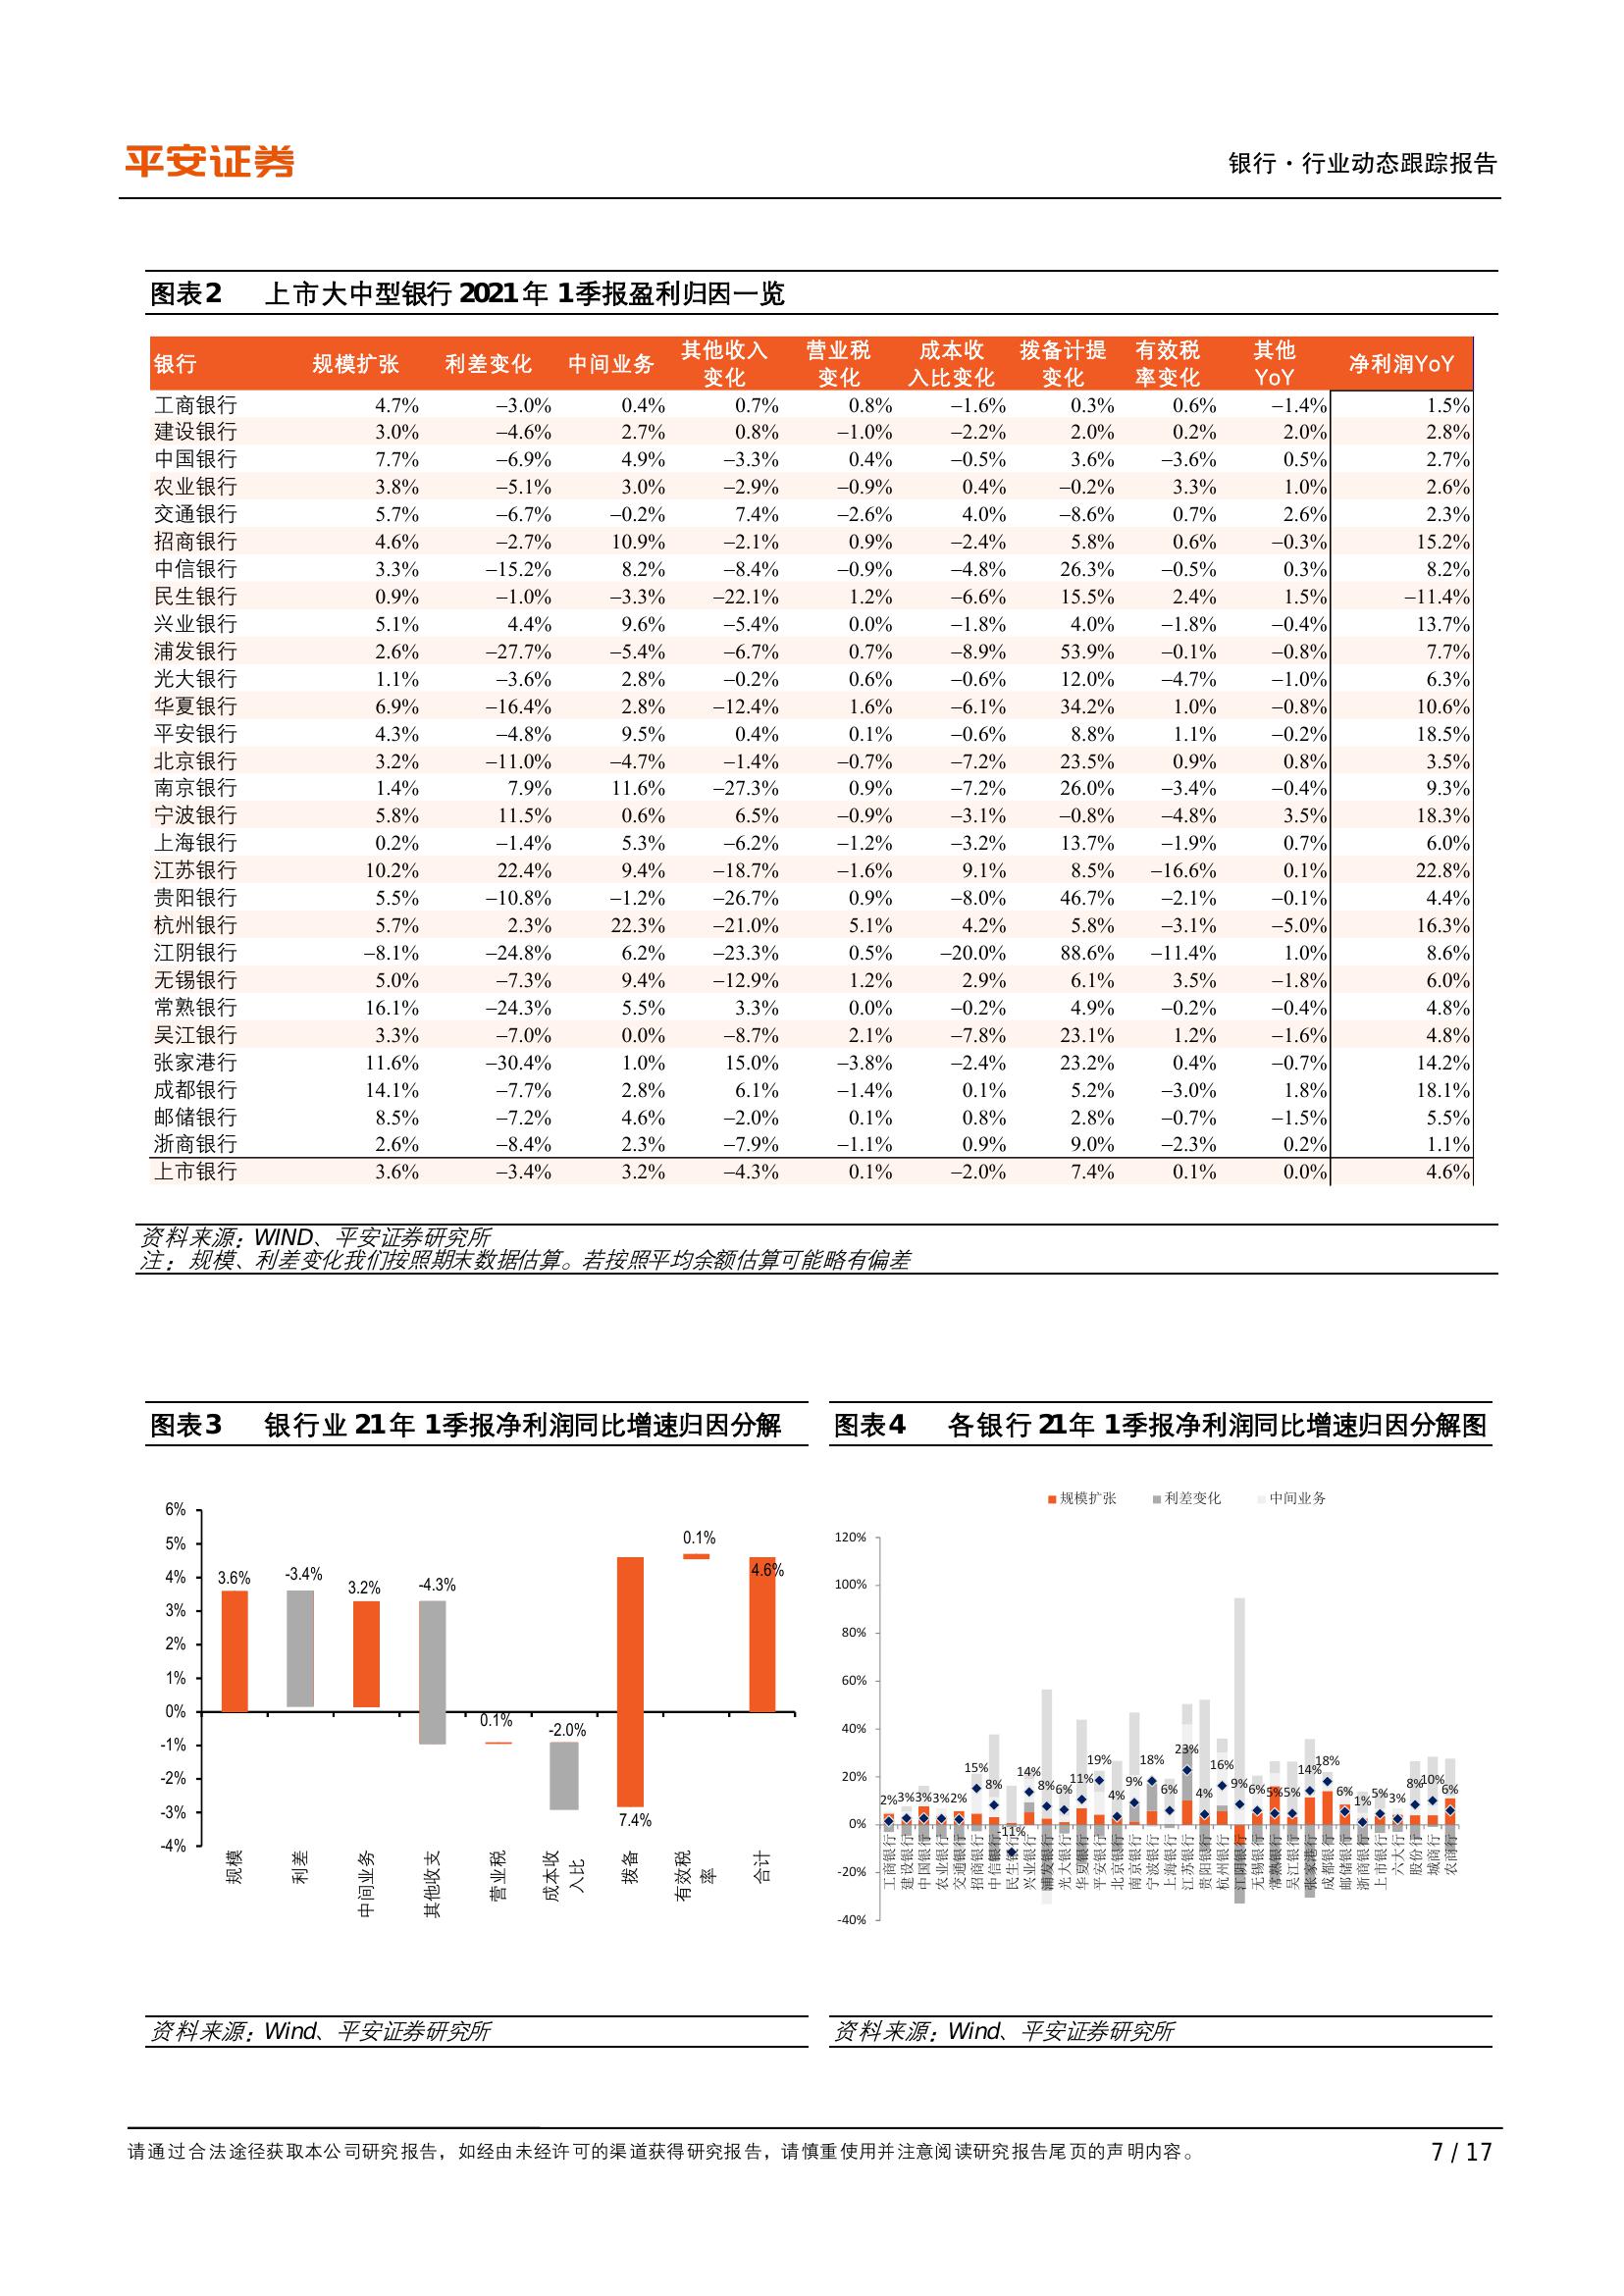 平安证券
银行·行业动态跟踪报告
图表2 上市大中型银行 2021 年 1季报盈利归因一览
银行 规模扩张 利差变化 中间业务 其他收入变化 营业税变化 成本收入比变化 拨备计提变化 有效税率变化 其他YoY 净利润YoY
工商银行 4.7% −3.0% 0.4% 0.7% 0.8% −1.6% 0.3% 0.6% −1.4% 1.5%
建设银行 3.0% −4.6% 2.7% 0.8% −1.0% −2.2% 2.0% 0.2% 2.0% 2.8%
中国银行 7.7% −6.9% 4.9% −3.3% 0.4% −0.5% 3.6% −3.6% 0.5% 2.7%
农业银行 3.8% −5.1% 3.0% −2.9% −0.9% 0.4% −0.2% 3.3% 1.0% 2.6%
交通银行 5.7% −6.7% −0.2% 7.4% −2.6% 4.0% −8.6% 0.7% 2.6% 2.3%
招商银行 4.6% −2.7% 10.9% −2.1% 0.9% −2.4% 5.8% 0.6% −0.3% 15.2%
中信银行 3.3% −15.2% 8.2% −8.4% −0.9% −4.8% 26.3% −0.5% 0.3% 8.2%
民生银行 0.9% −1.0% −3.3% −22.1% 1.2% −6.6% 15.5% 2.4% 1.5% −11.4%
兴业银行 5.1% 4.4% 9.6% −5.4% 0.0% −1.8% 4.0% −1.8% −0.4% 13.7%
浦发银行 2.6% −27.7% −5.4% −6.7% 0.7% −8.9% 53.9% −0.1% −0.8% 7.7%
光大银行 1.1% −3.6% 2.8% −0.2% 0.6% −0.6% 12.0% −4.7% −1.0% 6.3%
华夏银行 6.9% −16.4% 2.8% −12.4% 1.6% −6.1% 34.2% 1.0% −0.8% 10.6%
平安银行 4.3% −4.8% 9.5% 0.4% 0.1% −0.6% 8.8% 1.1% −0.2% 18.5%
北京银行 3.2% −11.0% −4.7% −1.4% −0.7% −7.2% 23.5% 0.9% 0.8% 3.5%
南京银行 1.4% 7.9% 11.6% −27.3% 0.9% −7.2% 26.0% −3.4% −0.4% 9.3%
宁波银行 5.8% 11.5% 0.6% 6.5% −0.9% −3.1% −0.8% −4.8% 3.5% 18.3%
上海银行 0.2% −1.4% 5.3% −6.2% −1.2% −3.2% 13.7% −1.9% 0.7% 6.0%
江苏银行 10.2% 22.4% 9.4% −18.7% −1.6% 9.1% 8.5% −16.6% 0.1% 22.8%
贵阳银行 5.5% −10.8% −1.2% −26.7% 0.9% −8.0% 46.7% −2.1% −0.1% 4.4%
杭州银行 5.7% 2.3% 22.3% −21.0% 5.1% 4.2% 5.8% −3.1% −5.0% 16.3%
江阴银行 −8.1% −24.8% 6.2% −23.3% 0.5% −20.0% 88.6% −11.4% 1.0% 8.6%
无锡银行 5.0% −7.3% 9.4% −12.9% 1.2% 2.9% 6.1% 3.5% −1.8% 6.0%
常熟银行 16.1% −24.3% 5.5% 3.3% 0.0% −0.2% 4.9% −0.2% −0.4% 4.8%
吴江银行 3.3% −7.0% 0.0% −8.7% 2.1% −7.8% 23.1% 1.2% −1.6% 4.8%
张家港行 11.6% −30.4% 1.0% 15.0% −3.8% −2.4% 23.2% 0.4% −0.7% 14.2%
成都银行 14.1% −7.7% 2.8% 6.1% −1.4% 0.1% 5.2% −3.0% 1.8% 18.1%
邮储银行 8.5% −7.2% 4.6% −2.0% 0.1% 0.8% 2.8% −0.7% −1.5% 5.5%
浙商银行 2.6% −8.4% 2.3% −7.9% −1.1% 0.9% 9.0% −2.3% 0.2% 1.1%
上市银行 3.6% −3.4% 3.2% −4.3% 0.1% −2.0% 7.4% 0.1% 0.0% 4.6%
资料来源：WIND、平安证券研究所
注：规模、利差变化我们按照期末数据估算。若按照平均余额估算可能略有偏差
图表3 银行业 21年 1季报净利润同比增速归因分解
6%
5%
4%
3%
2%
1%
0%
-1%
-2%
-3%
-4%
3.6% -3.4% 3.2% -4.3% 0.1% -2.0% 7.4% 0.1% 4.6%
规模 利差 中间业务 其他收支 营业税 成本收入比 拨备 有效税率 合计
资料来源：Wind、平安证券研究所
图表4 各银行 21年 1季报净利润同比增速归因分解图
规模扩张 利差变化 中间业务
120%
100%
80%
60%
40%
20%
0%
-20%
-40%
2% 3% 3% 3% 2% 15% 8% -11% 14% 8% 6% 11% 19% 4% 9% 18% 6% 23% 4% 16% 9% 6% 5% 5% 14% 18% 6% 1% 5% 3% 8% 10% 6%
工商银行 建设银行 中国银行 农业银行 交通银行 招商银行 中信银行 民生银行 兴业银行 浦发银行 光大银行 华夏银行 平安银行 北京银行 南京银行 宁波银行 上海银行 江苏银行 贵阳银行 杭州银行 江阴银行 无锡银行 常熟银行 吴江银行 张家港行 成都银行 邮储银行 浙商银行 上市银行 六大行 股份行 城商行 农商行
资料来源：Wind、平安证券研究所
请通过合法途径获取本公司研究报告，如经由未经许可的渠道获得研究报告，请慎重使用并注意阅读研究报告尾页的声明内容。
7 / 17